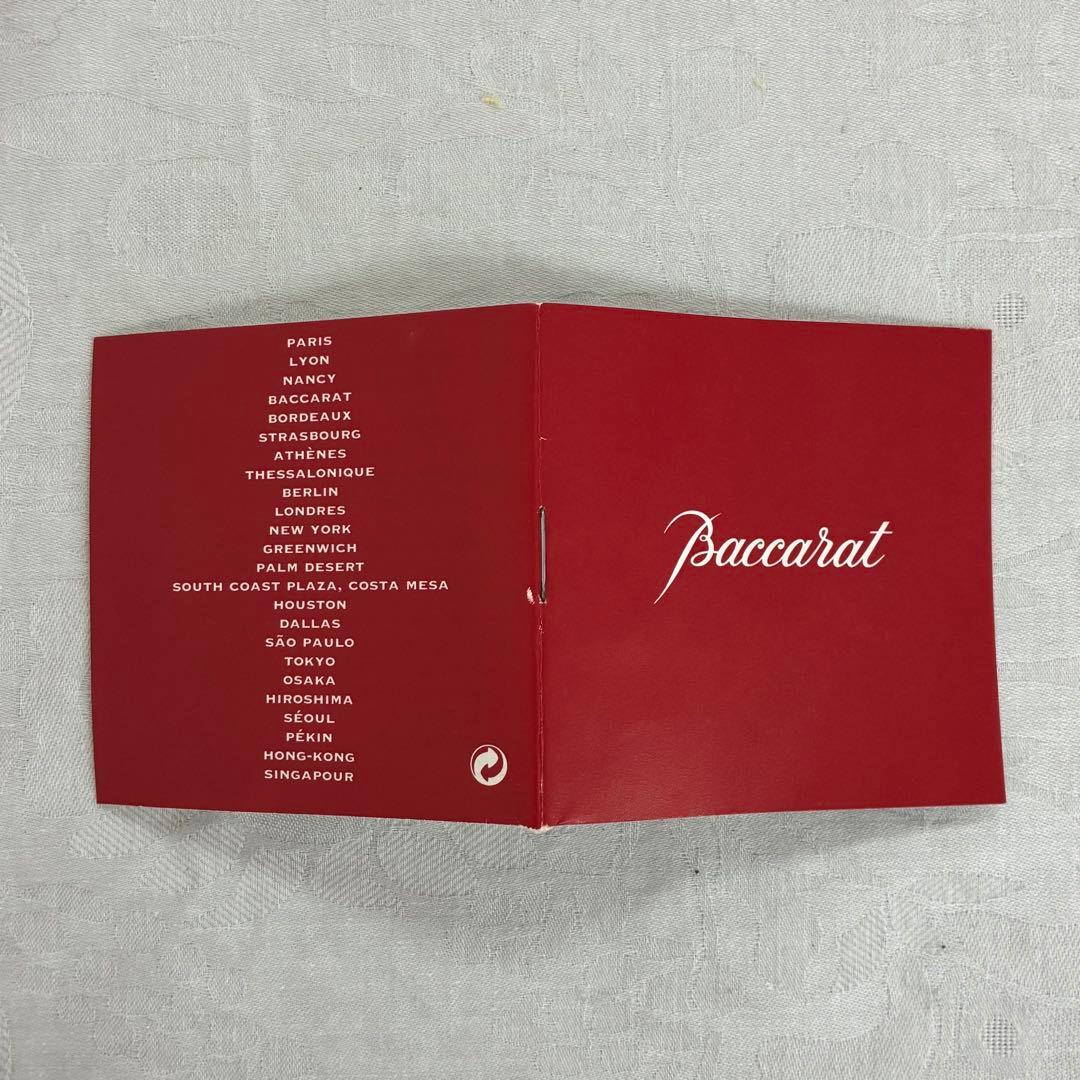 PARIS
LYON
NANCY
BACCARAT
BORDEAUX
STRASBOURG
ATHÈNES
THESSALONIQUE
BERLIN
LONDRES
NEW YORK
GREENWICH
PALM DESERT
SOUTH COAST PLAZA, COSTA MESA
HOUSTON
DALLAS
SÃO PAULO
TOKYO
OSAKA
HIROSHIMA
SÉOUL
PÉKIN
HONG-KONG
SINGAPOUR
Baccarat